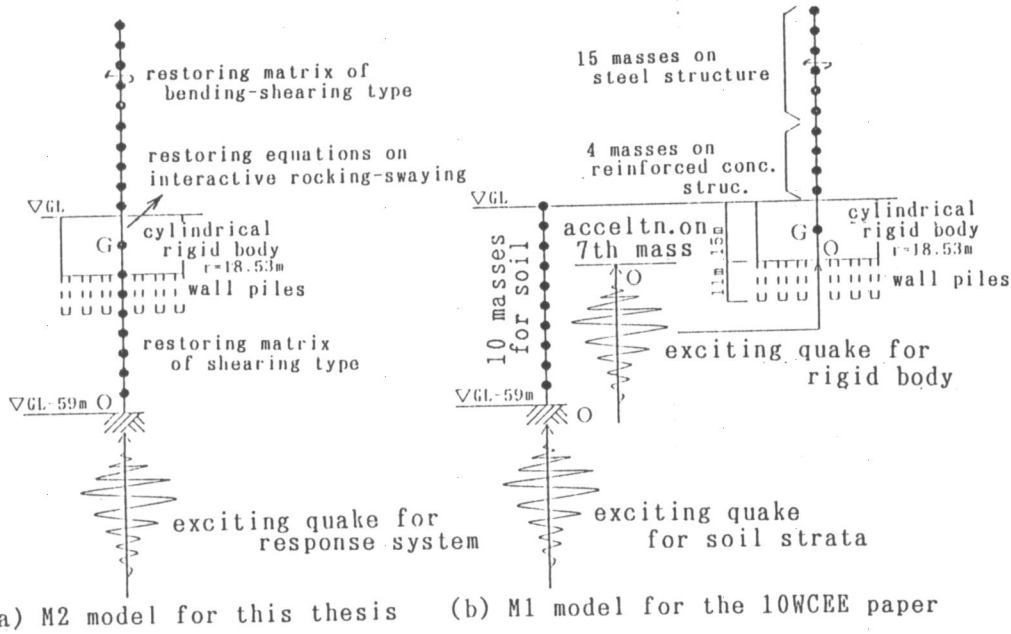 restoring matrix of
bending-shearing type
restoring equations on
interactive rocking-swaying
▽GL
G
cylindrical
rigid body
r=18.53m
wall piles
restoring matrix
of shearing type
▽GL-59m
O
exciting quake for
response system
a) M2 model for this thesis
15 masses on
steel structure
4 masses on
reinforced conc.
struc.
▽GL
acceltn.on
7th mass
O
10 masses
for soil
11m 15m
G
O
cylindrical
rigid body
r=18.53m
wall piles
exciting quake for
rigid body
▽GL-59m
O
exciting quake
for soil strata
(b) M1 model for the 10WCEE paper